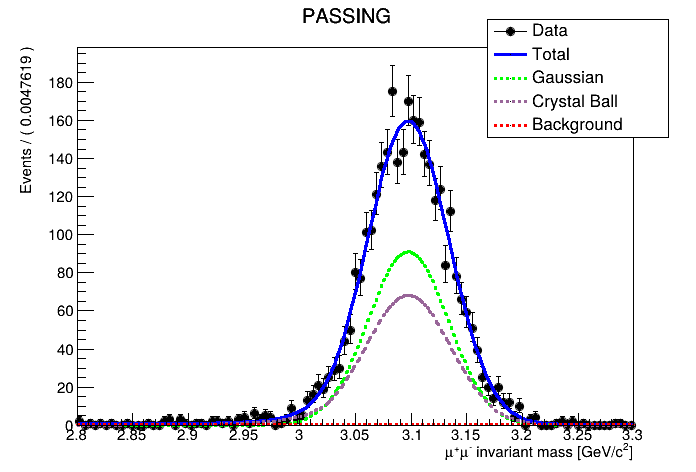 PASSING
Data
Total
Gaussian
Crystal Ball
Background
Events / ( 0.0047619 )
180
160
140
120
100
80
60
40
20
0
2.8 2.85 2.9 2.95 3 3.05 3.1 3.15 3.2 3.25 3.3
μ⁺μ⁻ invariant mass [GeV/c²]